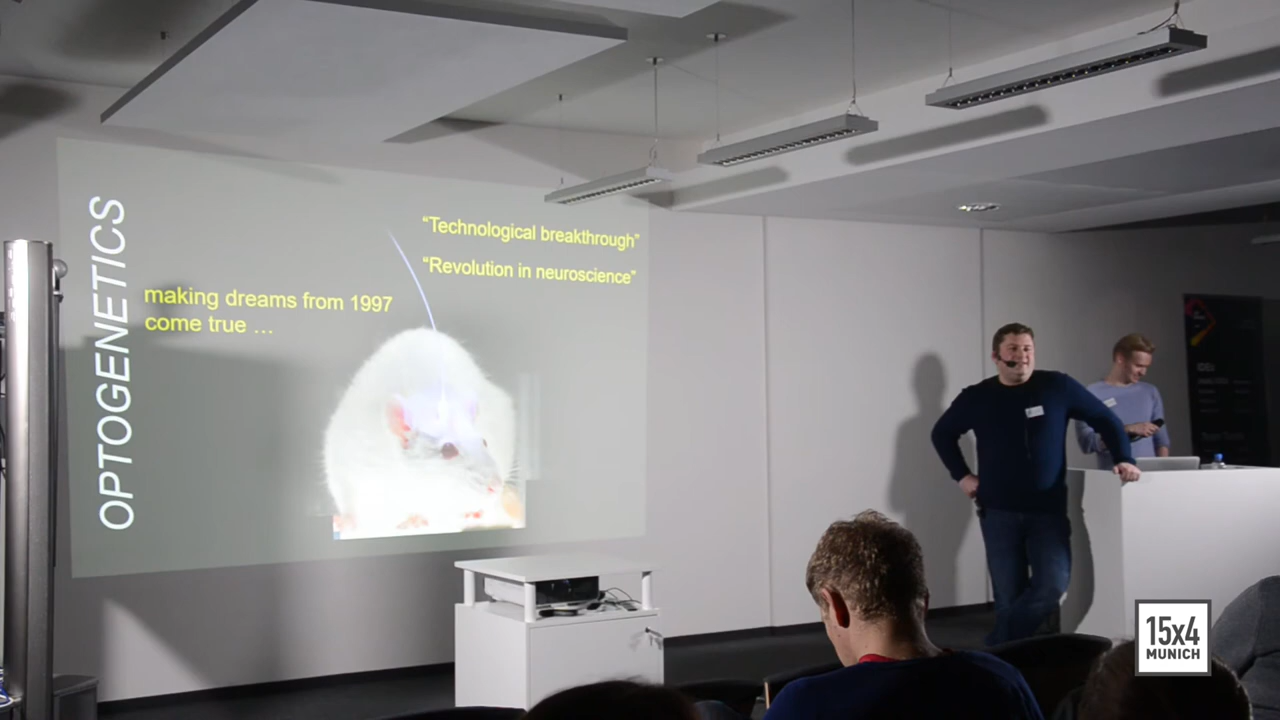 OPTOGENETICS
"Technological breakthrough"
"Revolution in neuroscience"
making dreams from 1997
come true ...
15x4
MUNICH